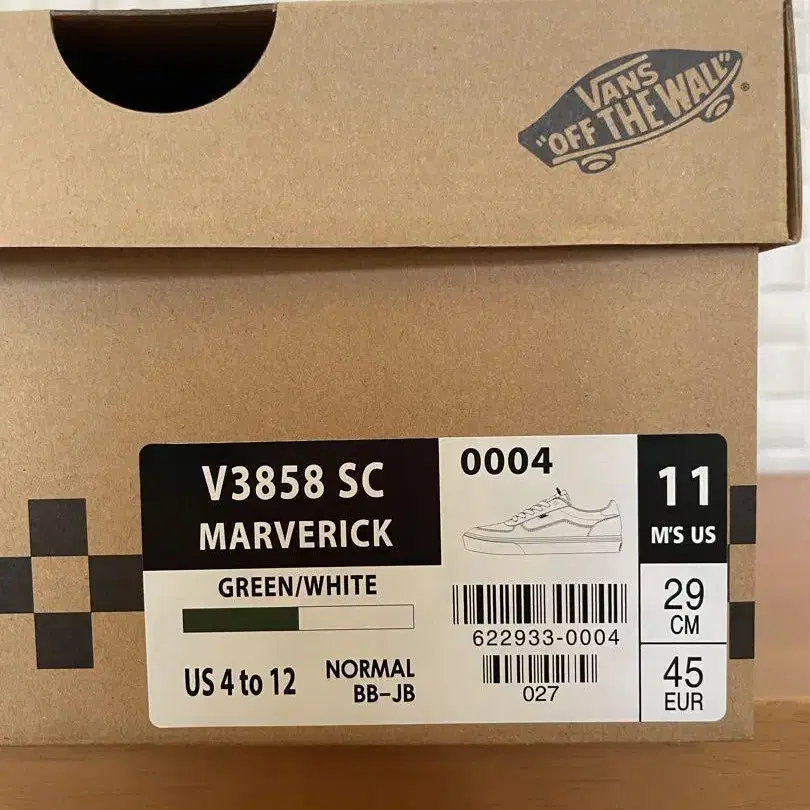 VANS
"OFF THE WALL"
®
V3858 SC
MARVERICK
GREEN/WHITE
US 4 to 12
NORMAL
BB-JB
0004
622933-0004
027
11
M'S US
29
CM
45
EUR